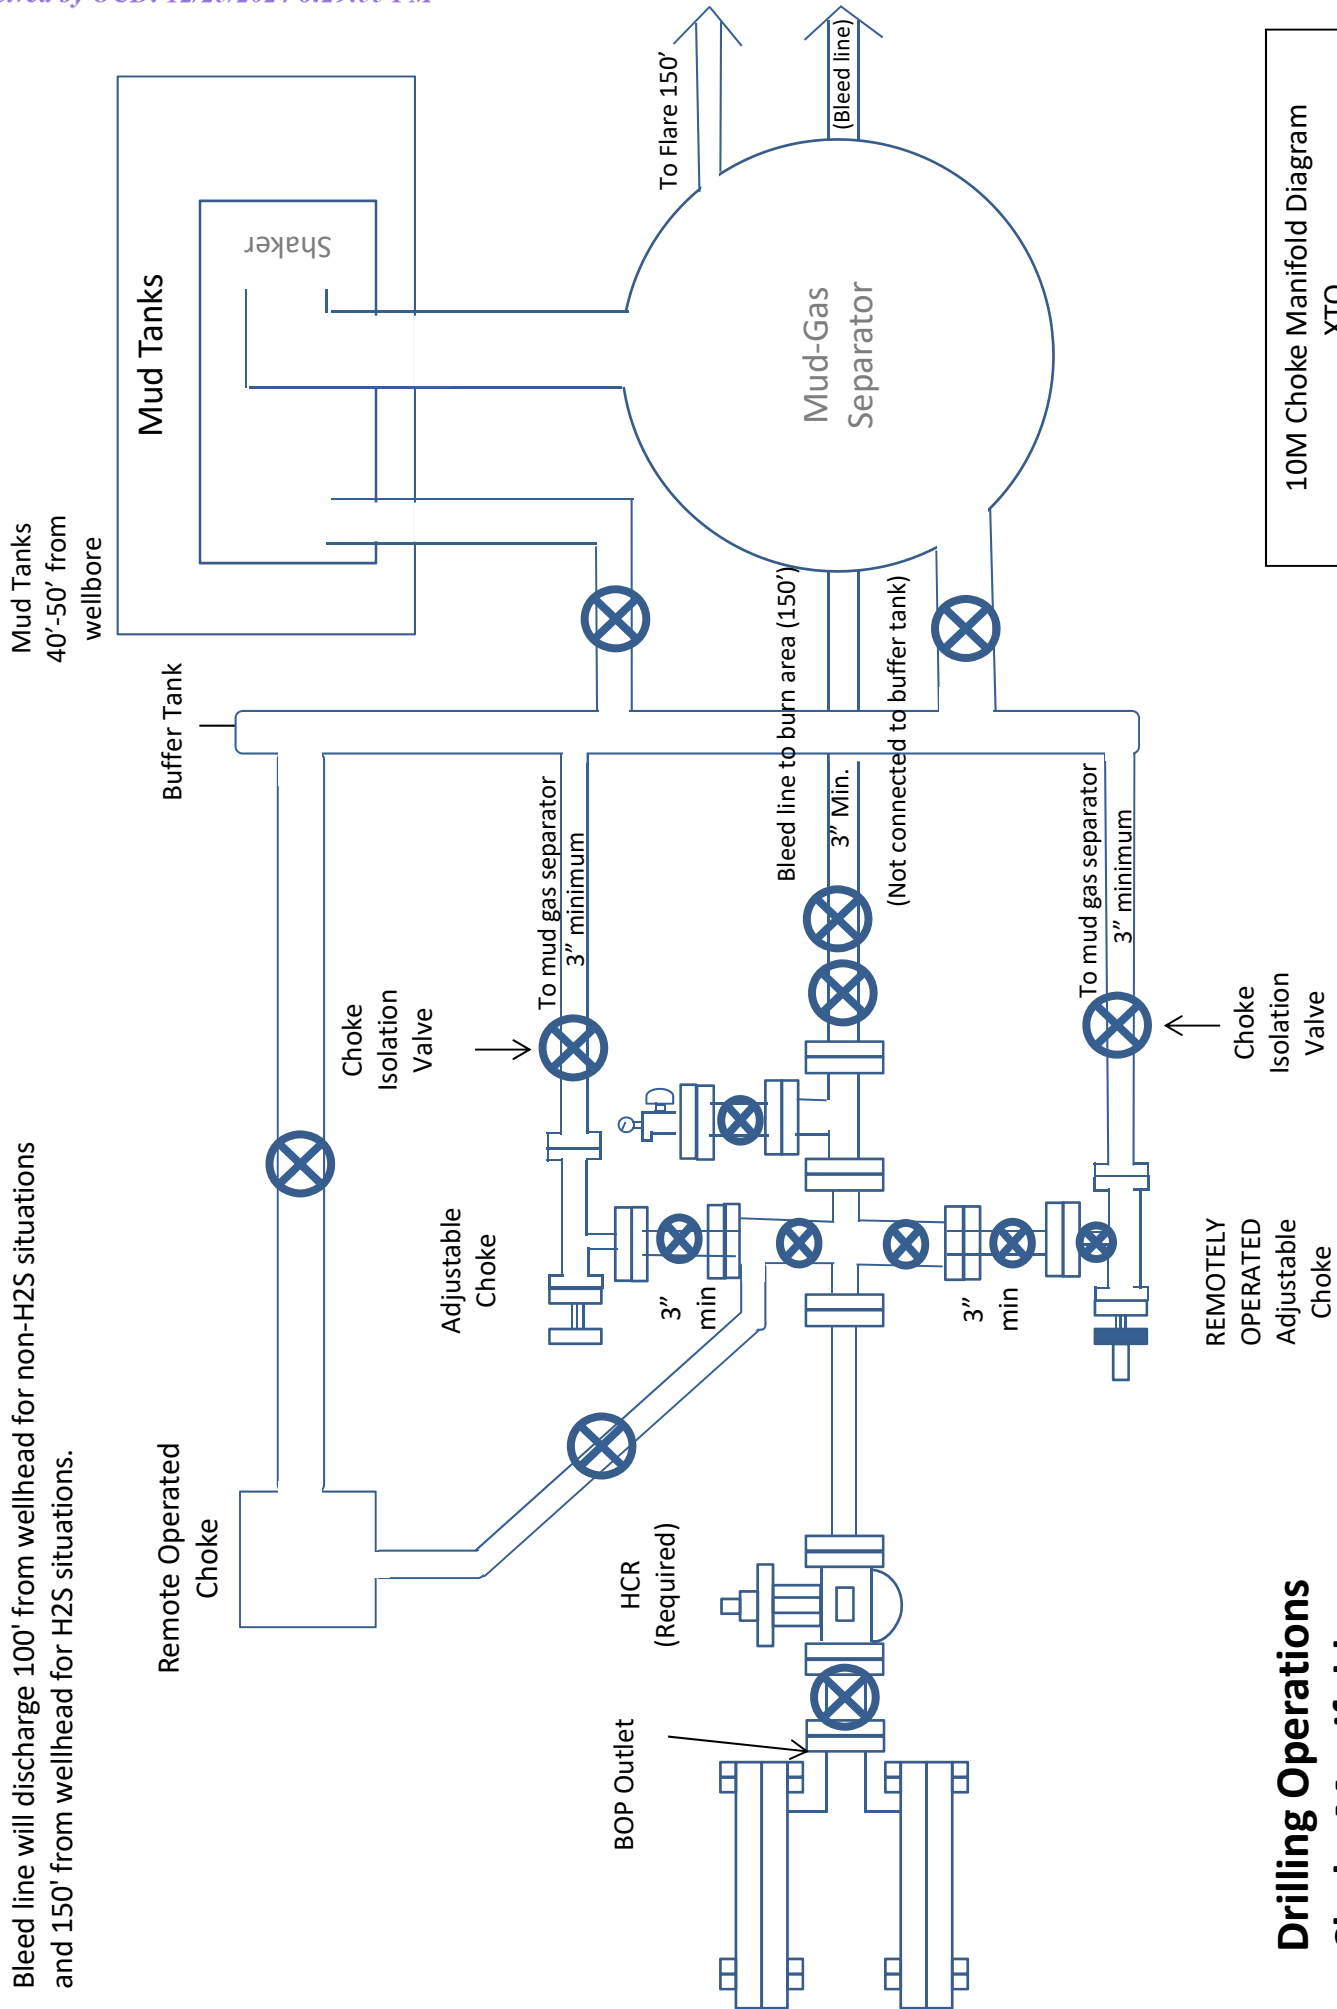 Bleed line will discharge 100' from wellhead for non-H2S situations
and 150' from wellhead for H2S situations.
Mud Tanks
40’-50’ from
wellbore
Mud Tanks
Shaker
Buffer Tank
Remote Operated
Choke
Choke
Isolation
Valve
Adjustable
Choke
To mud gas separator
3” minimum
To Flare 150’
HCR
(Required)
BOP Outlet
3”
min
Bleed line to burn area (150’)
3” Min.
(Not connected to buffer tank)
(Bleed line)
Mud-Gas
Separator
3”
min
To mud gas separator
3” minimum
Choke
Isolation
Valve
REMOTELY
OPERATED
Adjustable
Choke
10M Choke Manifold Diagram
XTO
Drilling Operations